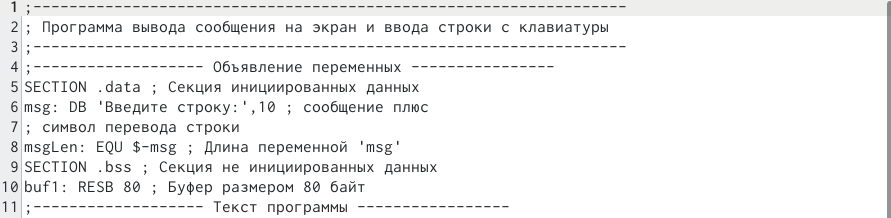 1 ;---------------------------------------------------------------
2 ; Программа вывода сообщения на экран и ввода строки с клавиатуры
3 ;---------------------------------------------------------------
4 ;------------------- Объявление переменных ----------------
5 SECTION .data ; Секция инициированных данных
6 msg: DB 'Введите строку:',10 ; сообщение плюс
7 ; символ перевода строки
8 msgLen: EQU $-msg ; Длина переменной 'msg'
9 SECTION .bss ; Секция не инициированных данных
10 buf1: RESB 80 ; Буфер размером 80 байт
11 ;------------------- Текст программы -----------------